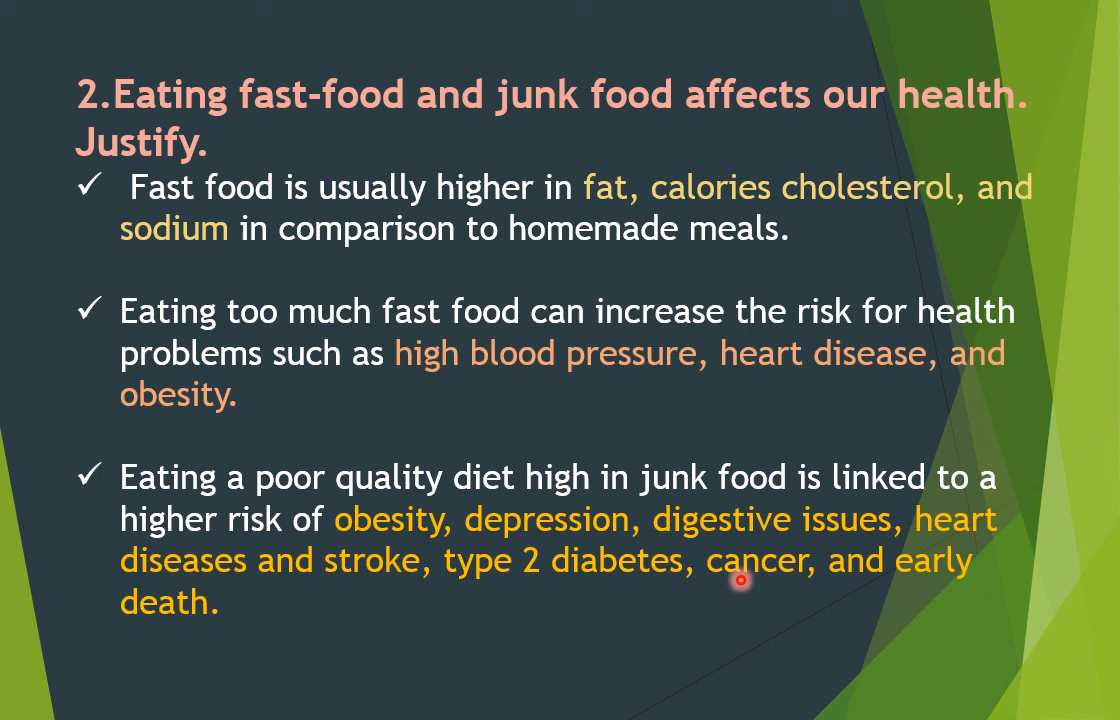 2.Eating fast-food and junk food affects our health.
Justify.
✓ Fast food is usually higher in fat, calories cholesterol, and
sodium in comparison to homemade meals.
✓ Eating too much fast food can increase the risk for health
problems such as high blood pressure, heart disease, and
obesity.
✓ Eating a poor quality diet high in junk food is linked to a
higher risk of obesity, depression, digestive issues, heart
diseases and stroke, type 2 diabetes, cancer, and early
death.